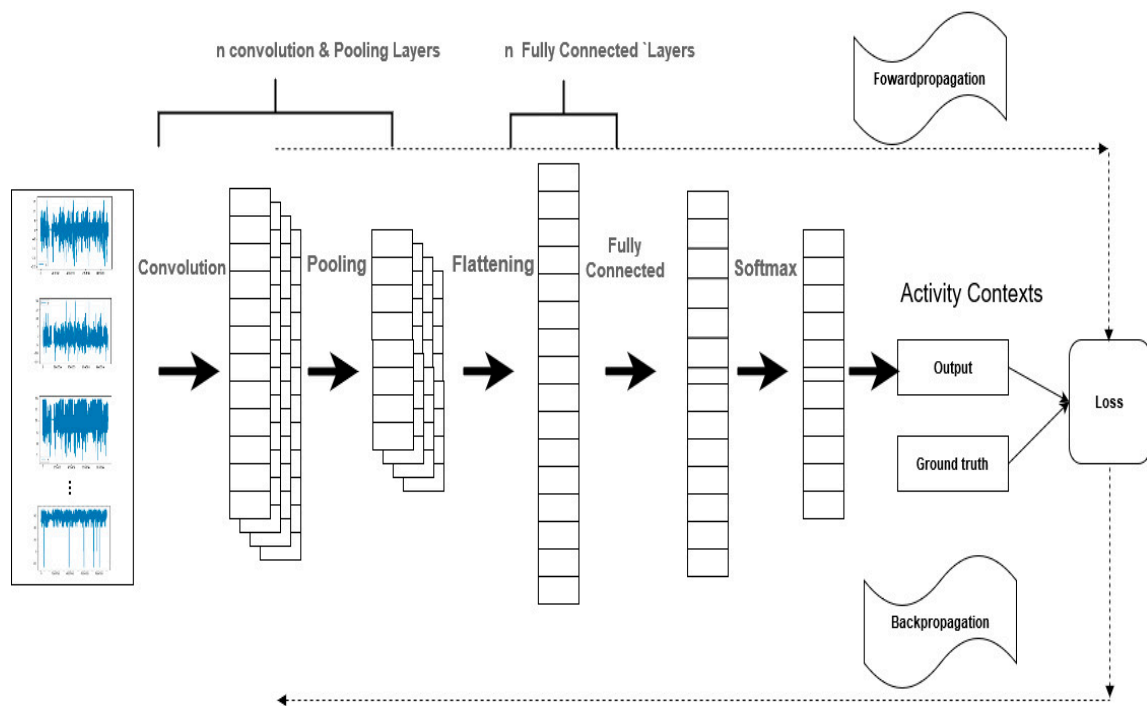 n convolution & Pooling Layers
n Fully Connected `Layers
Fowardpropagation
Convolution
Pooling
Flattening
Fully
Connected
Softmax
Activity Contexts
Output
Ground truth
Loss
Backpropagation